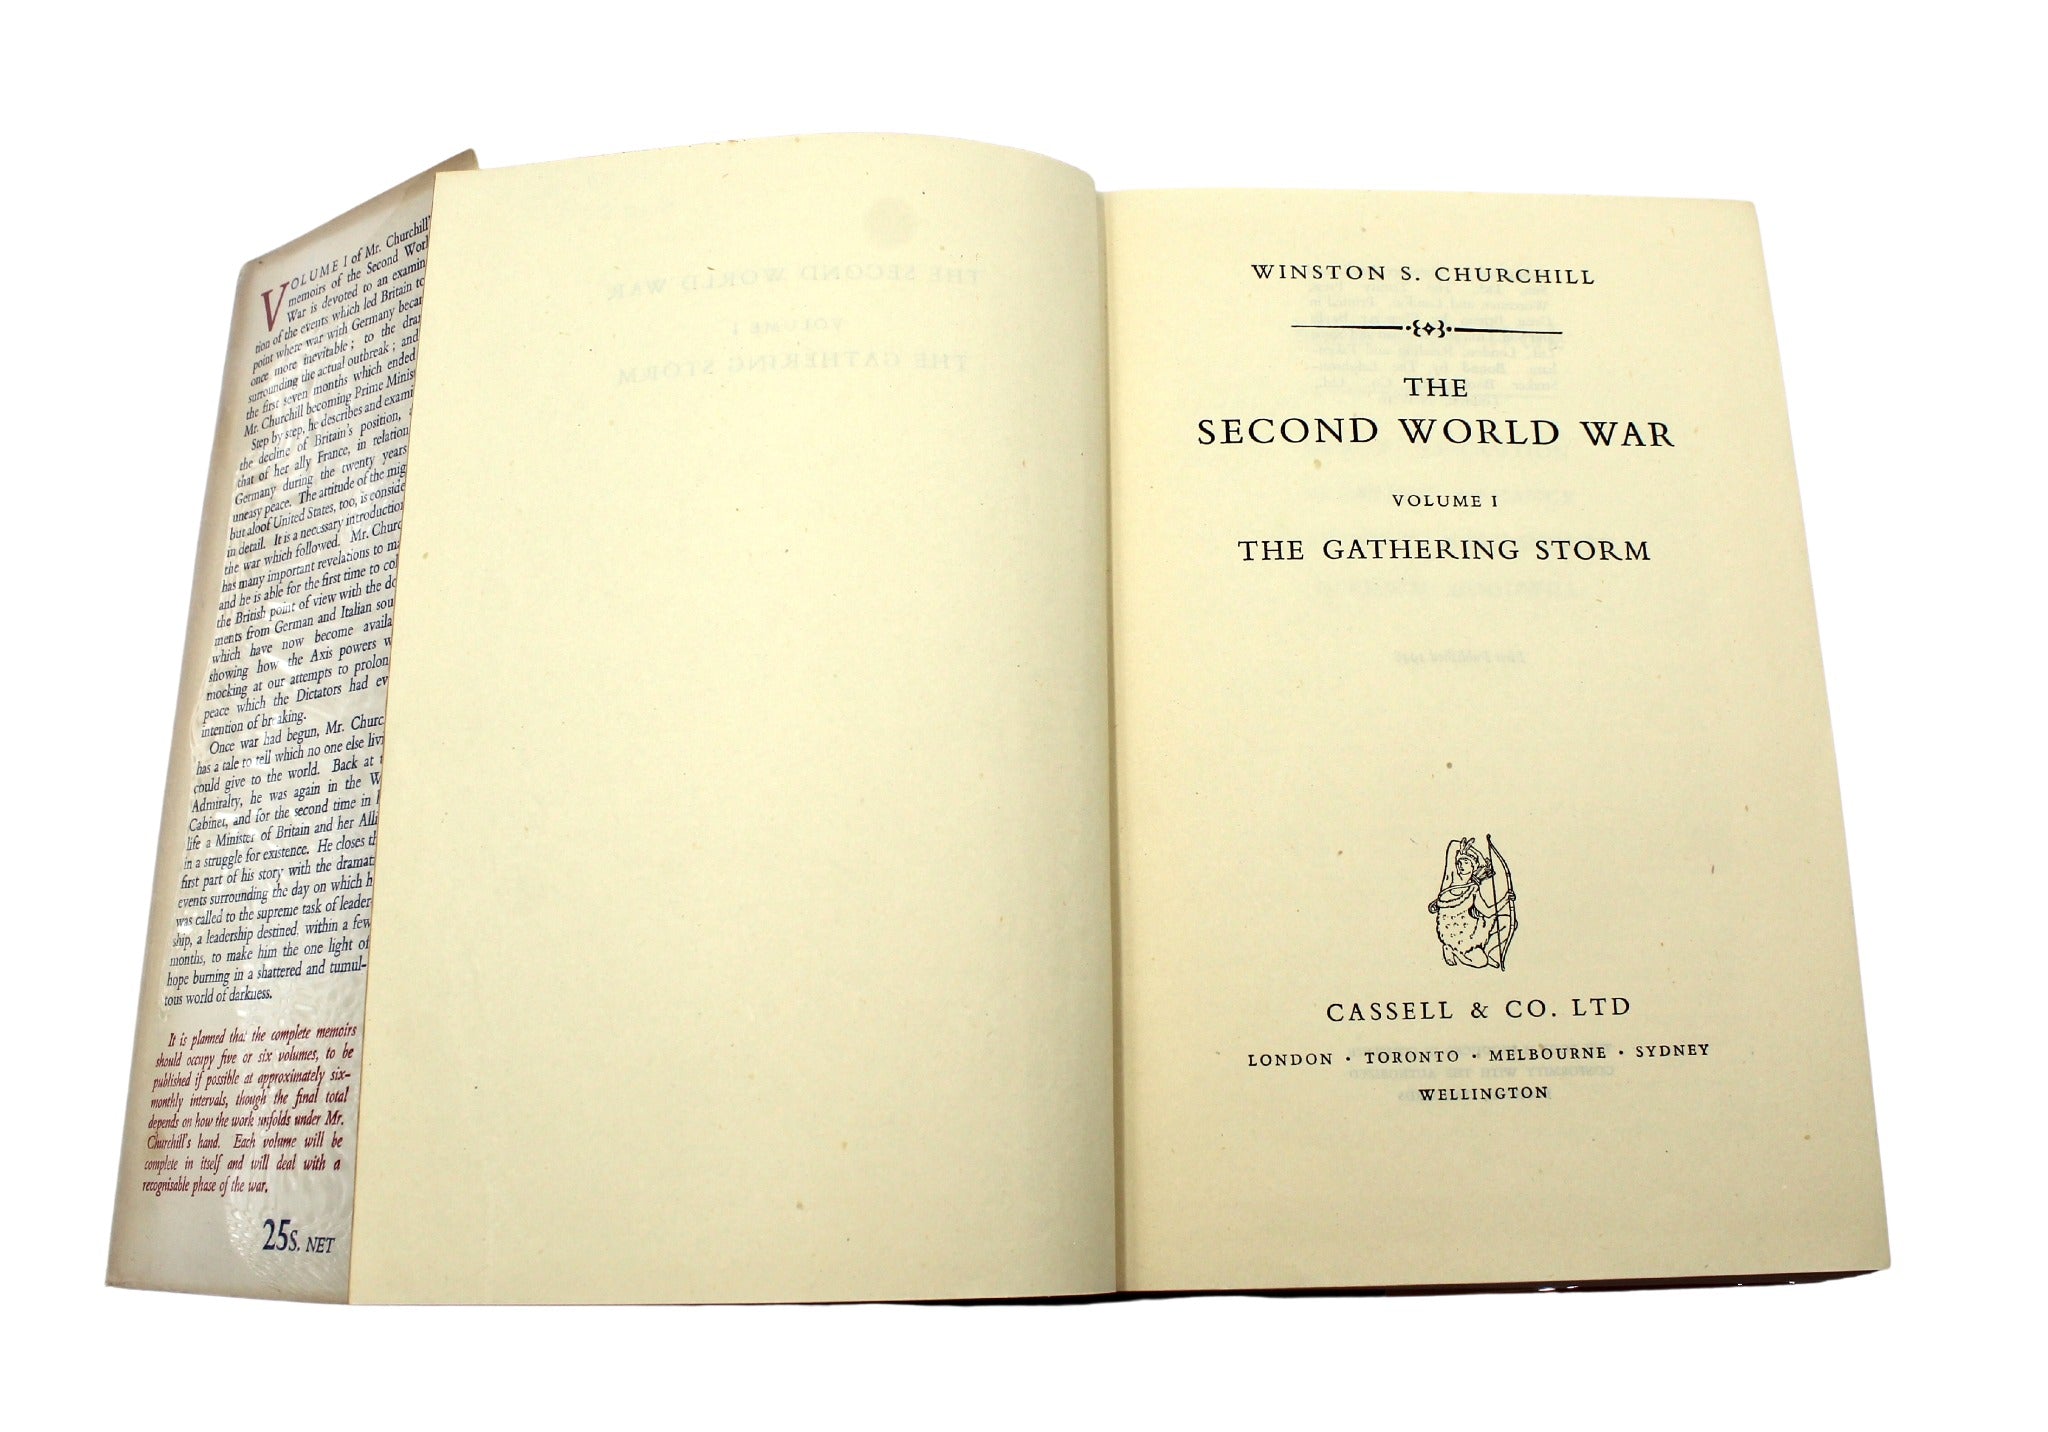 VOLUME I of Mr. Churchill'
memoirs of the Second Worl
War is devoted to an examin
tion of the events which led Britain to
point where war with Germany becam
once more inevitable; to the dra
surrounding the actual outbreak; and
the first seven months which ended
Mr. Churchill becoming Prime Minis
Step by step, he describes and exami
the decline of Britain's position,
that of her ally France, in relation
Germany during the twenty years
uneasy peace. The attitude of the mig
but aloof United States, too, is conside
in detail. It is a necessary introduction
the war which followed. Mr. Churc
has many important revelations to ma
and he is able for the first time to col
the British point of view with the do
ments from German and Italian sou
which have now become availa
showing how the Axis powers w
mocking at our attempts to prolon
peace which the Dictators had ev
intention of breaking.
Once war had begun, Mr. Churc
has a tale to tell which no one else livi
could give to the world. Back at t
Admiralty, he was again in the W
Cabinet, and for the second time in h
life a Minister of Britain and her Alli
in a struggle for existence. He closes th
first part of his story with the dramat
events surrounding the day on which h
was called to the supreme task of leader-
ship, a leadership destined, within a few
months, to make him the one light of
hope burning in a shattered and tumul-
tous world of darkness.
It is planned that the complete memoirs
should occupy five or six volumes, to be
published if possible at approximately six-
monthly intervals, though the final total
depends on how the work unfolds under Mr.
Churchill's hand. Each volume will be
complete in itself and will deal with a
recognisable phase of the war.
25s. NET
WINSTON S. CHURCHILL
THE
SECOND WORLD WAR
VOLUME I
THE GATHERING STORM
CASSELL & CO. LTD
LONDON · TORONTO · MELBOURNE · SYDNEY
WELLINGTON